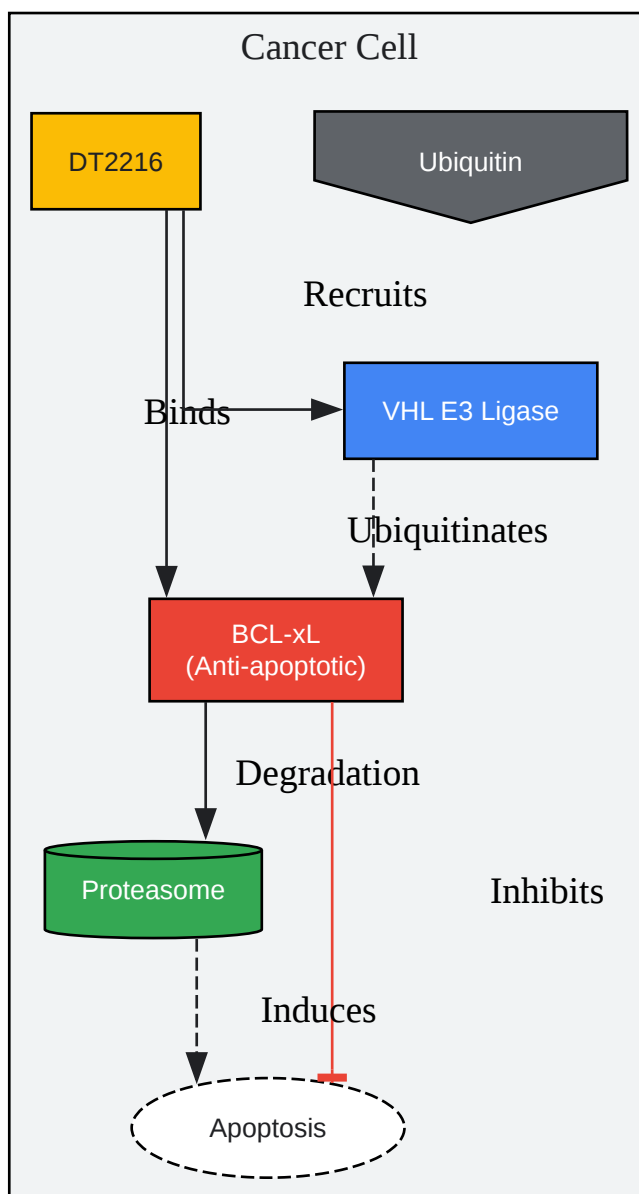 Cancer Cell
DT2216
Ubiquitin
Recruits
Binds
VHL E3 Ligase
Ubiquitinates
BCL-xL
(Anti-apoptotic)
Degradation
Proteasome
Inhibits
Induces
Apoptosis